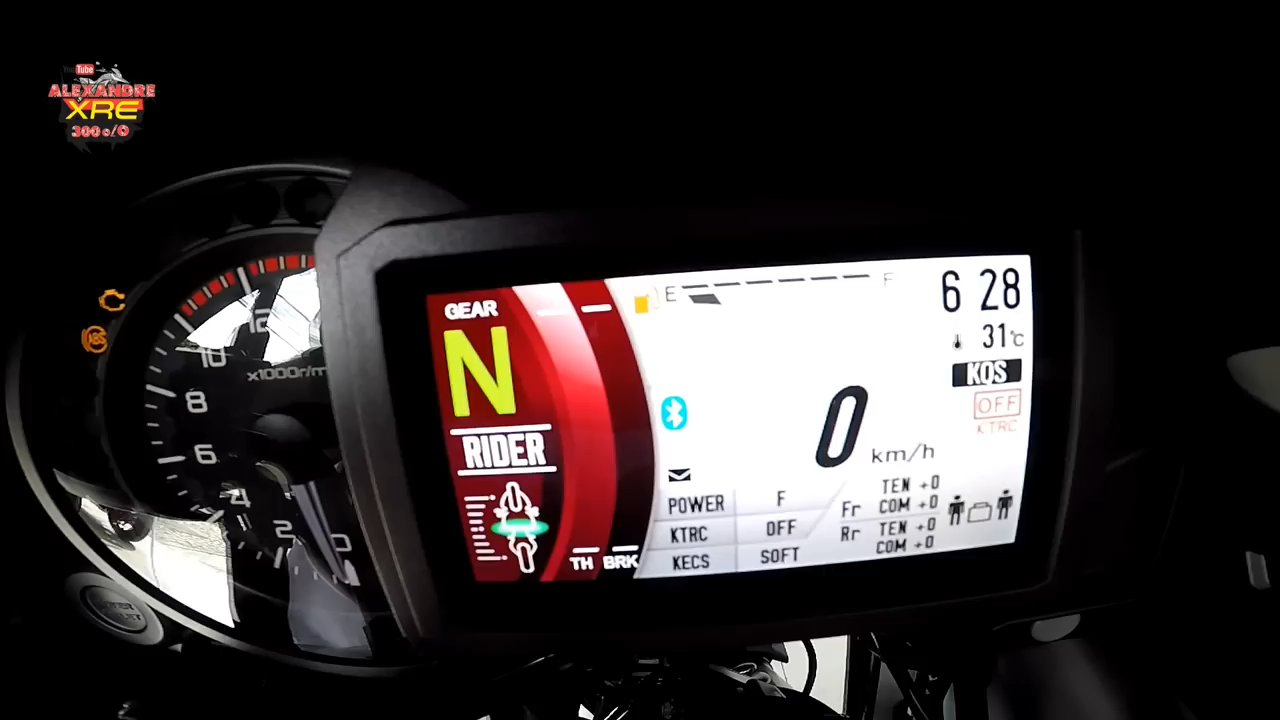 YouTube
ALEXANDRE
XRE
300 o/O
GEAR
N
RIDER
TH BRK
E F
6 28
31°C
KQS
OFF
KTRC
0 km/h
POWER F
KTRC OFF
KECS SOFT
Fr TEN +0
COM +0
Rr TEN +0
COM +0
ABS
12
10
x1000r/m
8
6
4
2
0